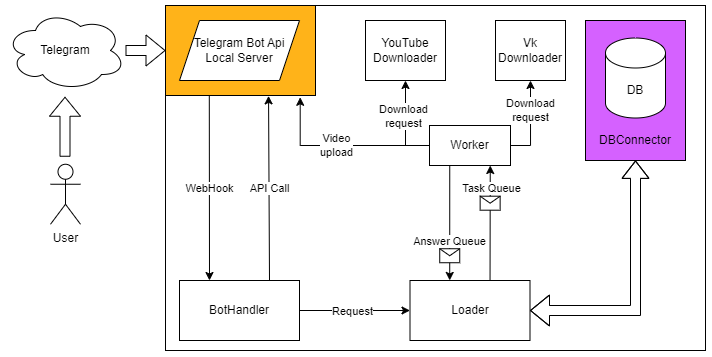 Telegram
User
Telegram Bot Api
Local Server
YouTube
Downloader
Vk
Downloader
DB
DBConnector
Download
request
Download
request
Video
upload
Worker
WebHook
API Call
Task Queue
Answer Queue
BotHandler
Request
Loader